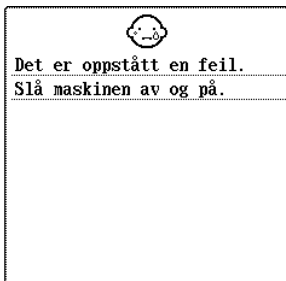 Det er oppstått en feil.
Slå maskinen av og på.